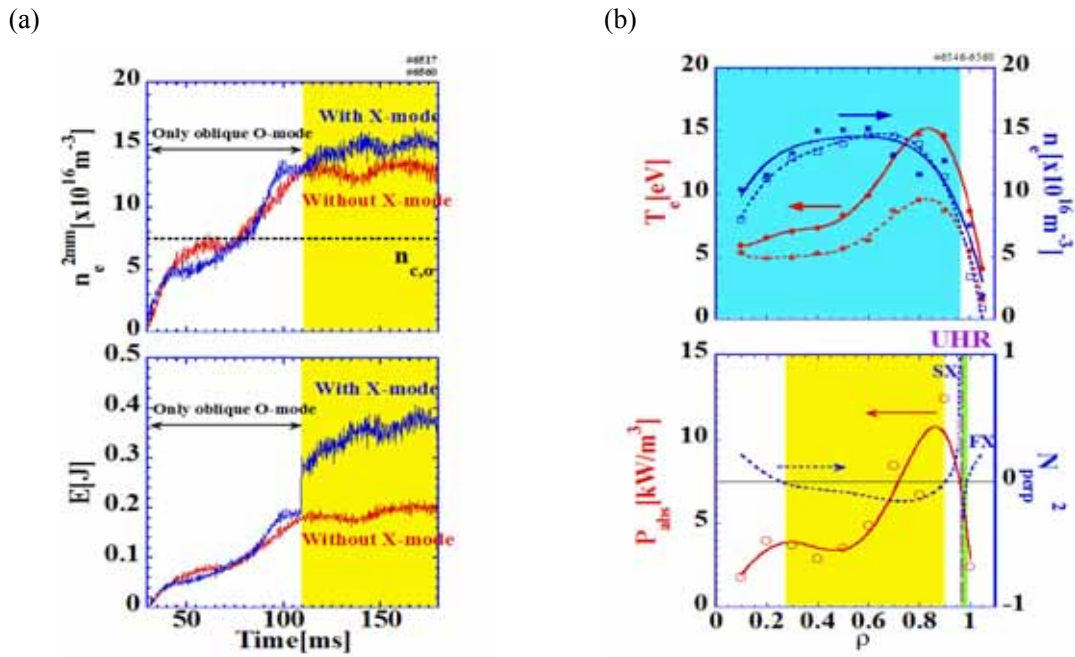 (a)
(b)
#6517
#6560
20
15
10
5
0
n_e^2mm[x10^16 m^-3]
With X-mode
Only oblique O-mode
Without X-mode
n_c,o
0.5
0.4
0.3
0.2
0.1
0
E[J]
With X-mode
Only oblique O-mode
Without X-mode
50
100
150
Time[ms]
#6546-6560
20
15
10
5
0
T_e[eV]
20
15
10
5
0
n_e[x10^16 m^-3]
UHR
15
10
5
0
P_abs[kW/m^3]
SX
FX
1
0
-1
N_perp^2
0
0.2
0.4
0.6
0.8
1
ρ